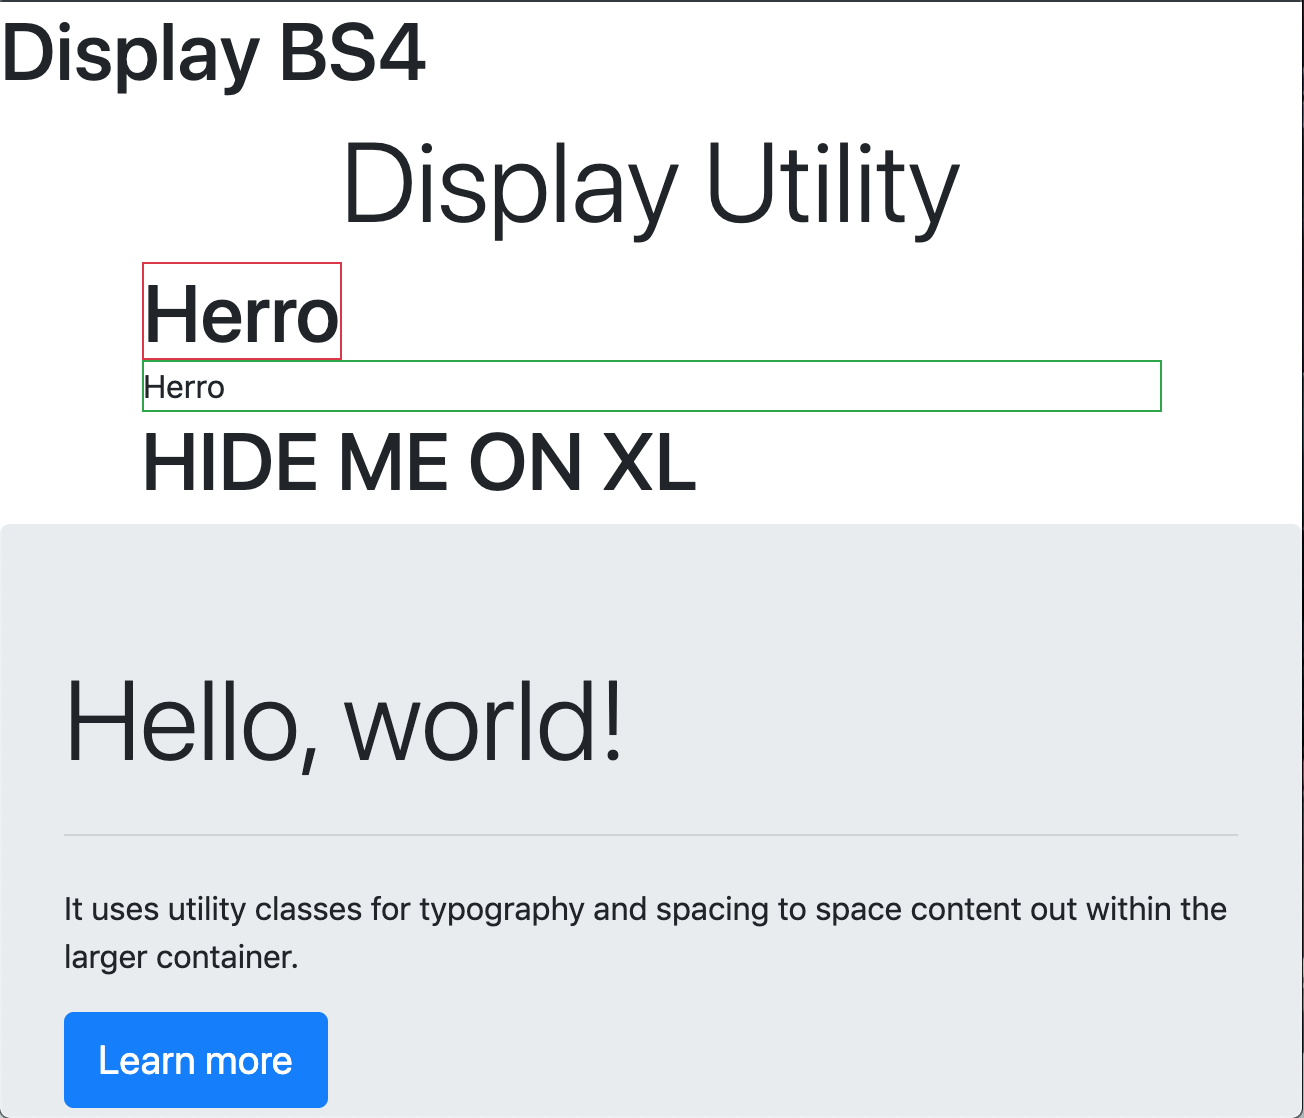 Display BS4
Display Utility
Herro
Herro
HIDE ME ON XL
Hello, world!
It uses utility classes for typography and spacing to space content out within the
larger container.
Learn more